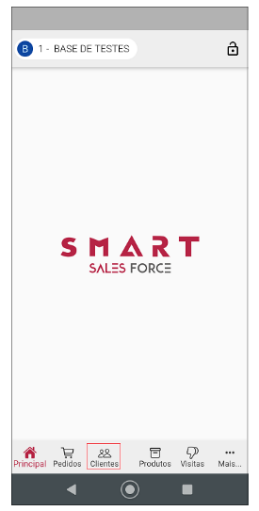 B 1 - BASE DE TESTES
SMART
SALES FORCE
Principal Pedidos Clientes Produtos Visitas Mais...